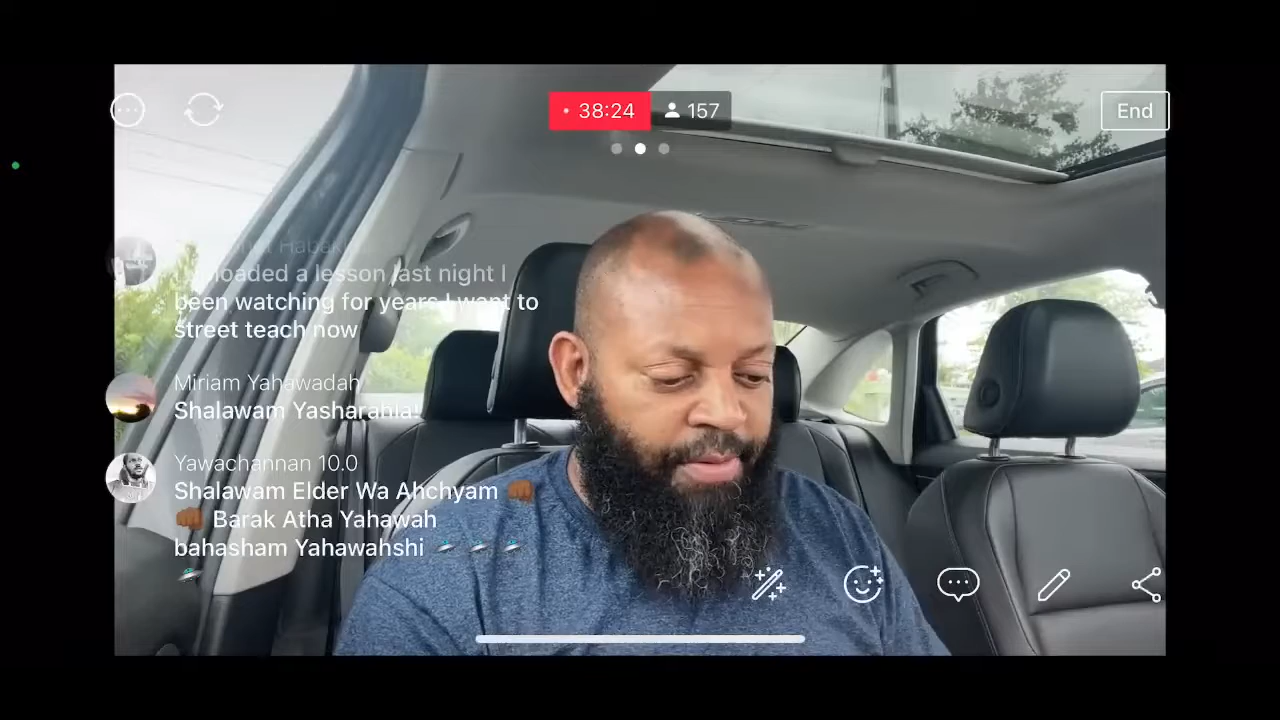 38:24
157
End
loaded a lesson last night I
been watching for years I want to
street teach now
Miriam Yahawadah
Shalawam Yasharahla!
Yawachannan 10.0
Shalawam Elder Wa Ahchyam 👊🏾
👊🏾 Barak Atha Yahawah
bahasham Yahawahshi 🛸 🛸 🛸
🛸